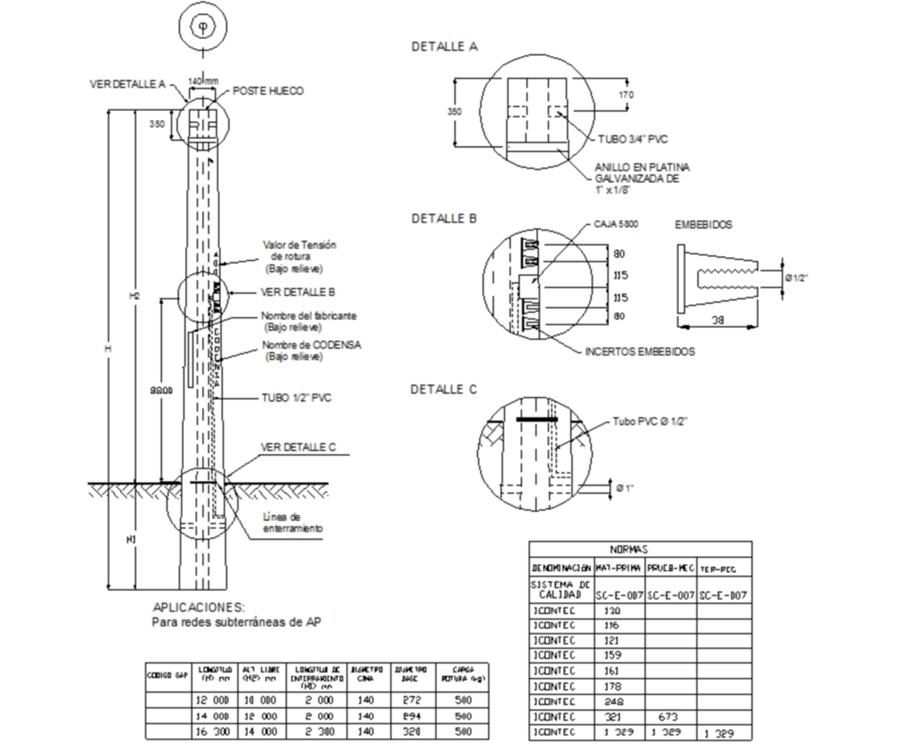 DETALLE A
140 mm
VER DETALLE A
POSTE HUECO
350
350
170
TUBO 3/4" PVC
ANILLO EN PLATINA
GALVANIZADA DE
1" x 1/8"
DETALLE B
CAJA 5800
EMBEBIDOS
80
115
115
80
Ø1/2"
38
INCERTOS EMBEBIDOS
Valor de Tensión
de rotura
(Bajo relieve)
VER DETALLE B
H2
Nombre del fabricante
(Bajo relieve)
H
Nombre de CODENSA
(Bajo relieve)
CODENSA
TUBO 1/2" PVC
DETALLE C
Tubo PVC Ø 1/2"
VER DETALLE C
Ø 1"
Línea de
enterramiento
H1
APLICACIONES:
Para redes subterráneas de AP
NORMAS
DENOMINACIÓN MAT-PRIMA PRUEB-MEC
SISTEMA DE
CALIDAD SC-E-007 SC-E-007 SC-E-007
ICONTEC 130
ICONTEC 116
ICONTEC 121
ICONTEC 159
ICONTEC 161
ICONTEC 178
ICONTEC 248
ICONTEC 321 673
ICONTEC 1 329 1 329 1 329
CODIGO SAP
LONGITUD (H) mm
ALT. LIBRE (H2) mm
LONGITUD DE ENTERRAMIENTO (H1) mm
DIAMETRO CIMA
DIAMETRO BASE
CARGA ROTURA (kg)
12 000 10 000 2 000 140 272 500
14 000 12 000 2 000 140 294 500
16 300 14 000 2 300 140 320 500